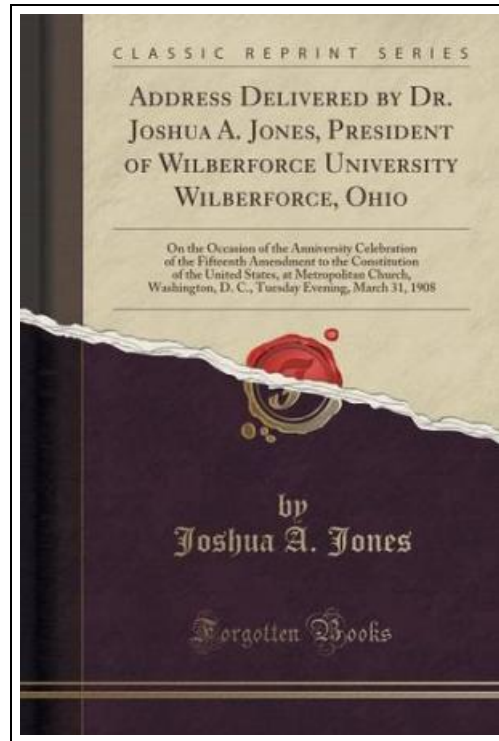 CLASSIC REPRINT SERIES
ADDRESS DELIVERED BY DR.
JOSHUA A. JONES, PRESIDENT
OF WILBERFORCE UNIVERSITY
WILBERFORCE, OHIO
On the Occasion of the Anniversity Celebration
of the Fifteenth Amendment to the Constitution
of the United States, at Metropolitan Church,
Washington, D. C., Tuesday Evening, March 31, 1908
by
Joshua A. Jones
Forgotten Books